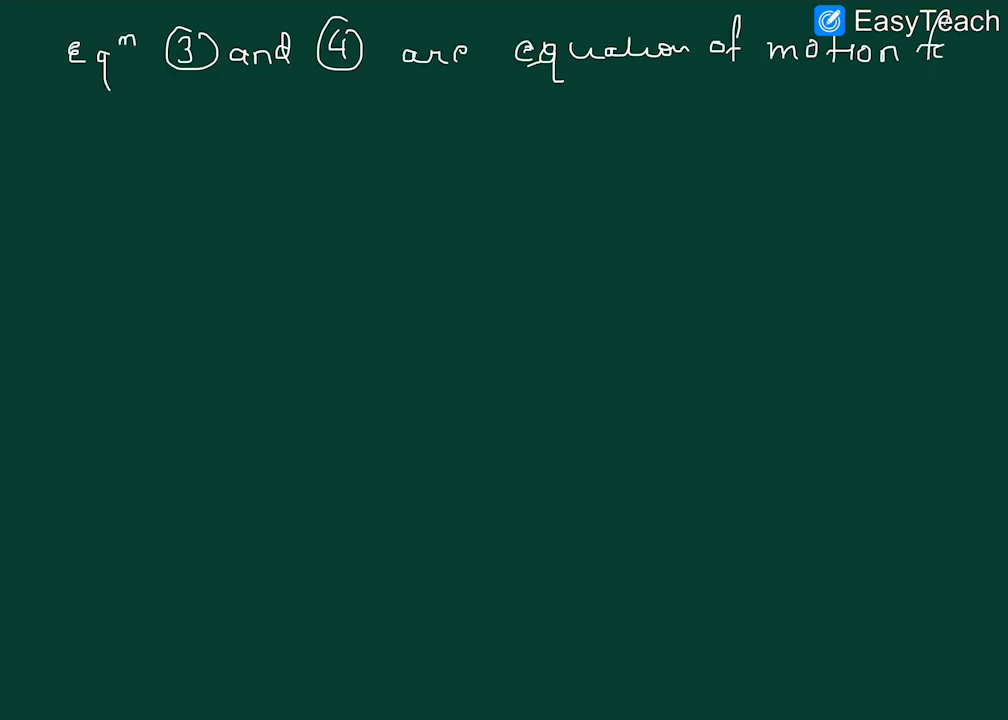 EasyTeach
Eqⁿ ③ and ④ are equation of motion